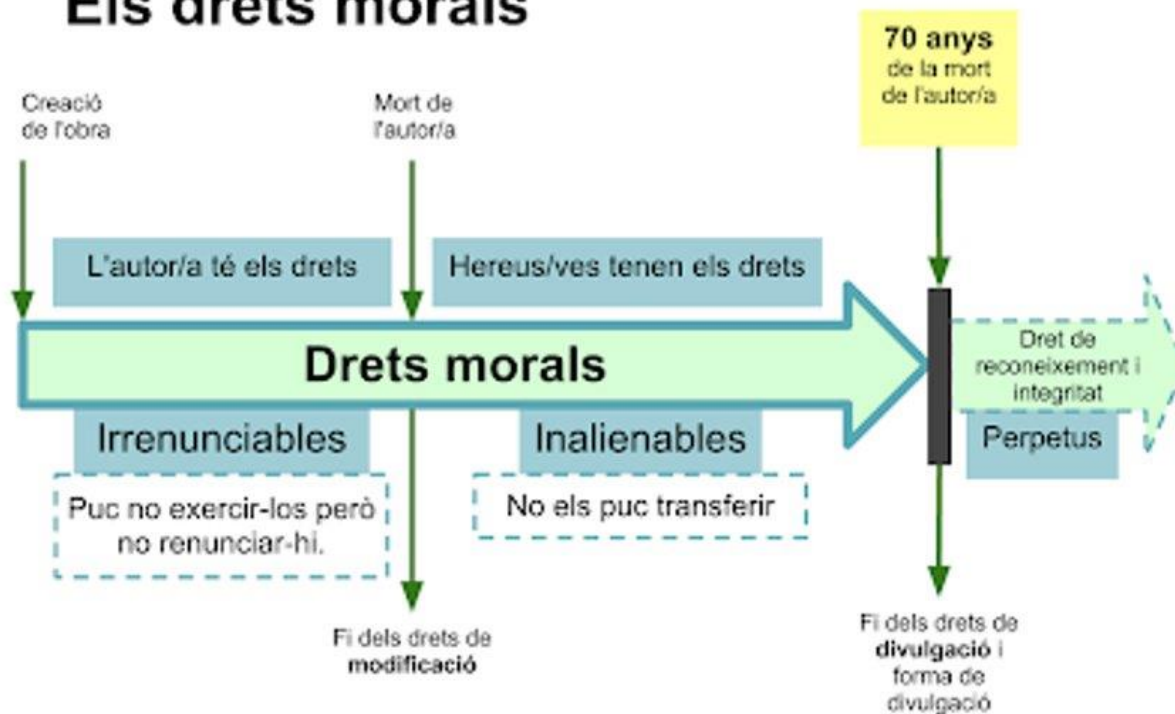 Els drets morals
70 anys
de la mort
de l'autor/a
Creació
de l'obra
Mort de
l'autor/a
L'autor/a té els drets
Hereus/ves tenen els drets
Drets morals
Dret de
reconeixement i
integritat
Irrenunciables
Inalienables
Perpetus
Puc no exercir-los però
no renunciar-hi.
No els puc transferir
Fi dels drets de
modificació
Fi dels drets de
divulgació i
forma de
divulgació